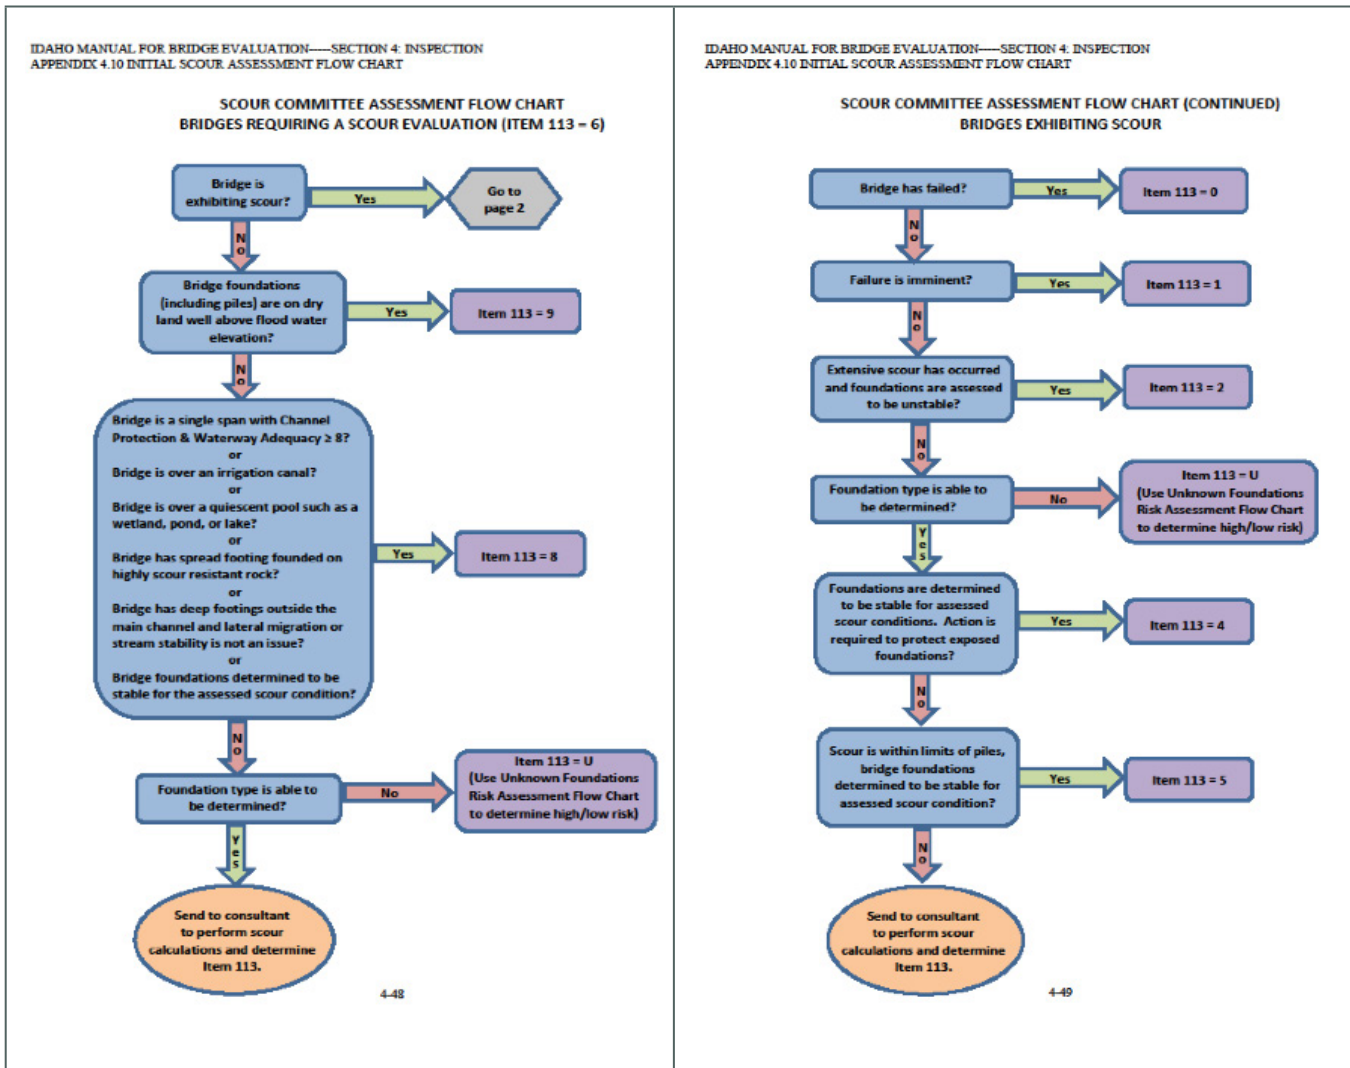 IDAHO MANUAL FOR BRIDGE EVALUATION-----SECTION 4: INSPECTION
APPENDIX 4.10 INITIAL SCOUR ASSESSMENT FLOW CHART
SCOUR COMMITTEE ASSESSMENT FLOW CHART
BRIDGES REQUIRING A SCOUR EVALUATION (ITEM 113 = 6)
Bridge is
exhibiting scour?
Yes
Go to
page 2
No
Bridge foundations
(including piles) are on dry
land well above flood water
elevation?
Yes
Item 113 = 9
No
Bridge is a single span with Channel
Protection & Waterway Adequacy ≥ 8?
or
Bridge is over an irrigation canal?
or
Bridge is over a quiescent pool such as a
wetland, pond, or lake?
or
Bridge has spread footing founded on
highly scour resistant rock?
or
Bridge has deep footings outside the
main channel and lateral migration or
stream stability is not an issue?
or
Bridge foundations determined to be
stable for the assessed scour condition?
Yes
Item 113 = 8
No
Foundation type is able to
be determined?
No
Item 113 = U
(Use Unknown Foundations
Risk Assessment Flow Chart
to determine high/low risk)
Yes
Send to consultant
to perform scour
calculations and determine
Item 113.
4-48
IDAHO MANUAL FOR BRIDGE EVALUATION-----SECTION 4: INSPECTION
APPENDIX 4.10 INITIAL SCOUR ASSESSMENT FLOW CHART
SCOUR COMMITTEE ASSESSMENT FLOW CHART (CONTINUED)
BRIDGES EXHIBITING SCOUR
Bridge has failed?
Yes
Item 113 = 0
No
Failure is imminent?
Yes
Item 113 = 1
No
Extensive scour has occurred
and foundations are assessed
to be unstable?
Yes
Item 113 = 2
No
Foundation type is able to
be determined?
No
Item 113 = U
(Use Unknown Foundations
Risk Assessment Flow Chart
to determine high/low risk)
Yes
Foundations are determined
to be stable for assessed
scour conditions. Action is
required to protect exposed
foundations?
Yes
Item 113 = 4
No
Scour is within limits of piles,
bridge foundations
determined to be stable for
assessed scour condition?
Yes
Item 113 = 5
No
Send to consultant
to perform scour
calculations and determine
Item 113.
4-49